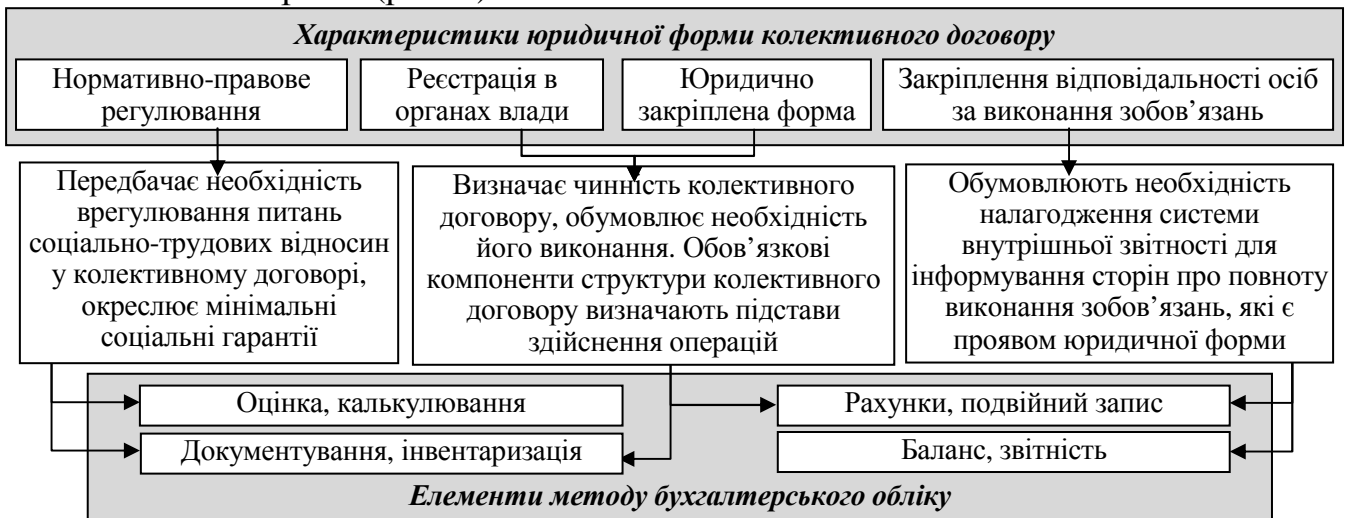 Характеристики юридичної форми колективного договору
Нормативно-правове
регулювання
Реєстрація в
органах влади
Юридично
закріплена форма
Закріплення відповідальності осіб
за виконання зобов’язань
Передбачає необхідність
врегулювання питань
соціально-трудових відносин
у колективному договорі,
окреслює мінімальні
соціальні гарантії
Визначає чинність колективного
договору, обумовлює необхідність
його виконання. Обов’язкові
компоненти структури колективного
договору визначають підстави
здійснення операцій
Обумовлюють необхідність
налагодження системи
внутрішньої звітності для
інформування сторін про повноту
виконання зобов’язань, які є
проявом юридичної форми
Оцінка, калькулювання
Рахунки, подвійний запис
Документування, інвентаризація
Баланс, звітність
Елементи методу бухгалтерського обліку